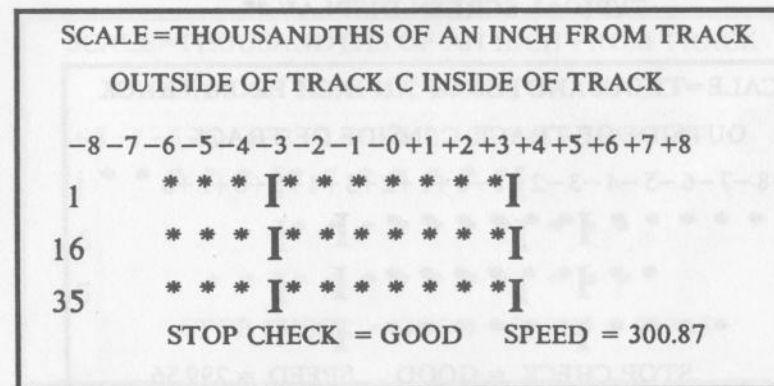 SCALE=THOUSANDTHS OF AN INCH FROM TRACK
OUTSIDE OF TRACK C INSIDE OF TRACK
-8 -7 -6 -5 -4 -3 -2 -1 -0 +1 +2 +3 +4 +5 +6 +7 +8
1 * * * I * * * * * * * I
16 * * * I * * * * * * * I
35 * * * I * * * * * * * I
STOP CHECK = GOOD SPEED = 300.87